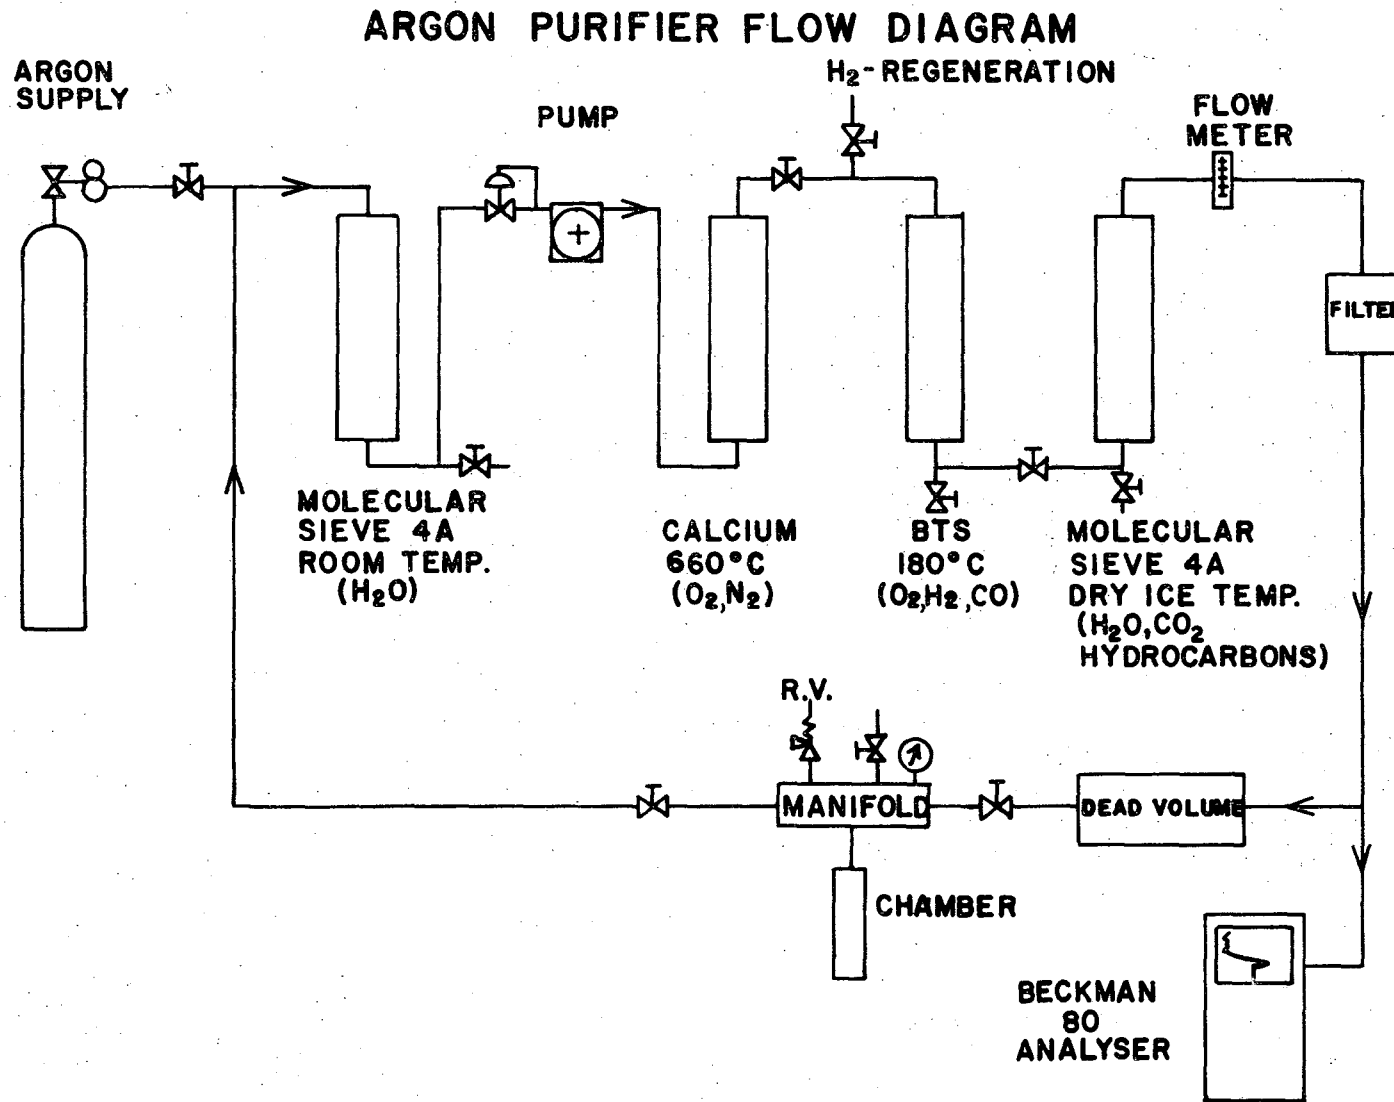 ARGON PURIFIER FLOW DIAGRAM
ARGON
SUPPLY
PUMP
H₂-REGENERATION
FLOW
METER
FILTER
MOLECULAR
SIEVE 4A
ROOM TEMP.
(H₂O)
CALCIUM
660°C
(O₂,N₂)
BTS
180°C
(O₂,H₂,CO)
MOLECULAR
SIEVE 4A
DRY ICE TEMP.
(H₂O,CO₂
HYDROCARBONS)
R.V.
MANIFOLD
DEAD VOLUME
CHAMBER
BECKMAN
80
ANALYSER